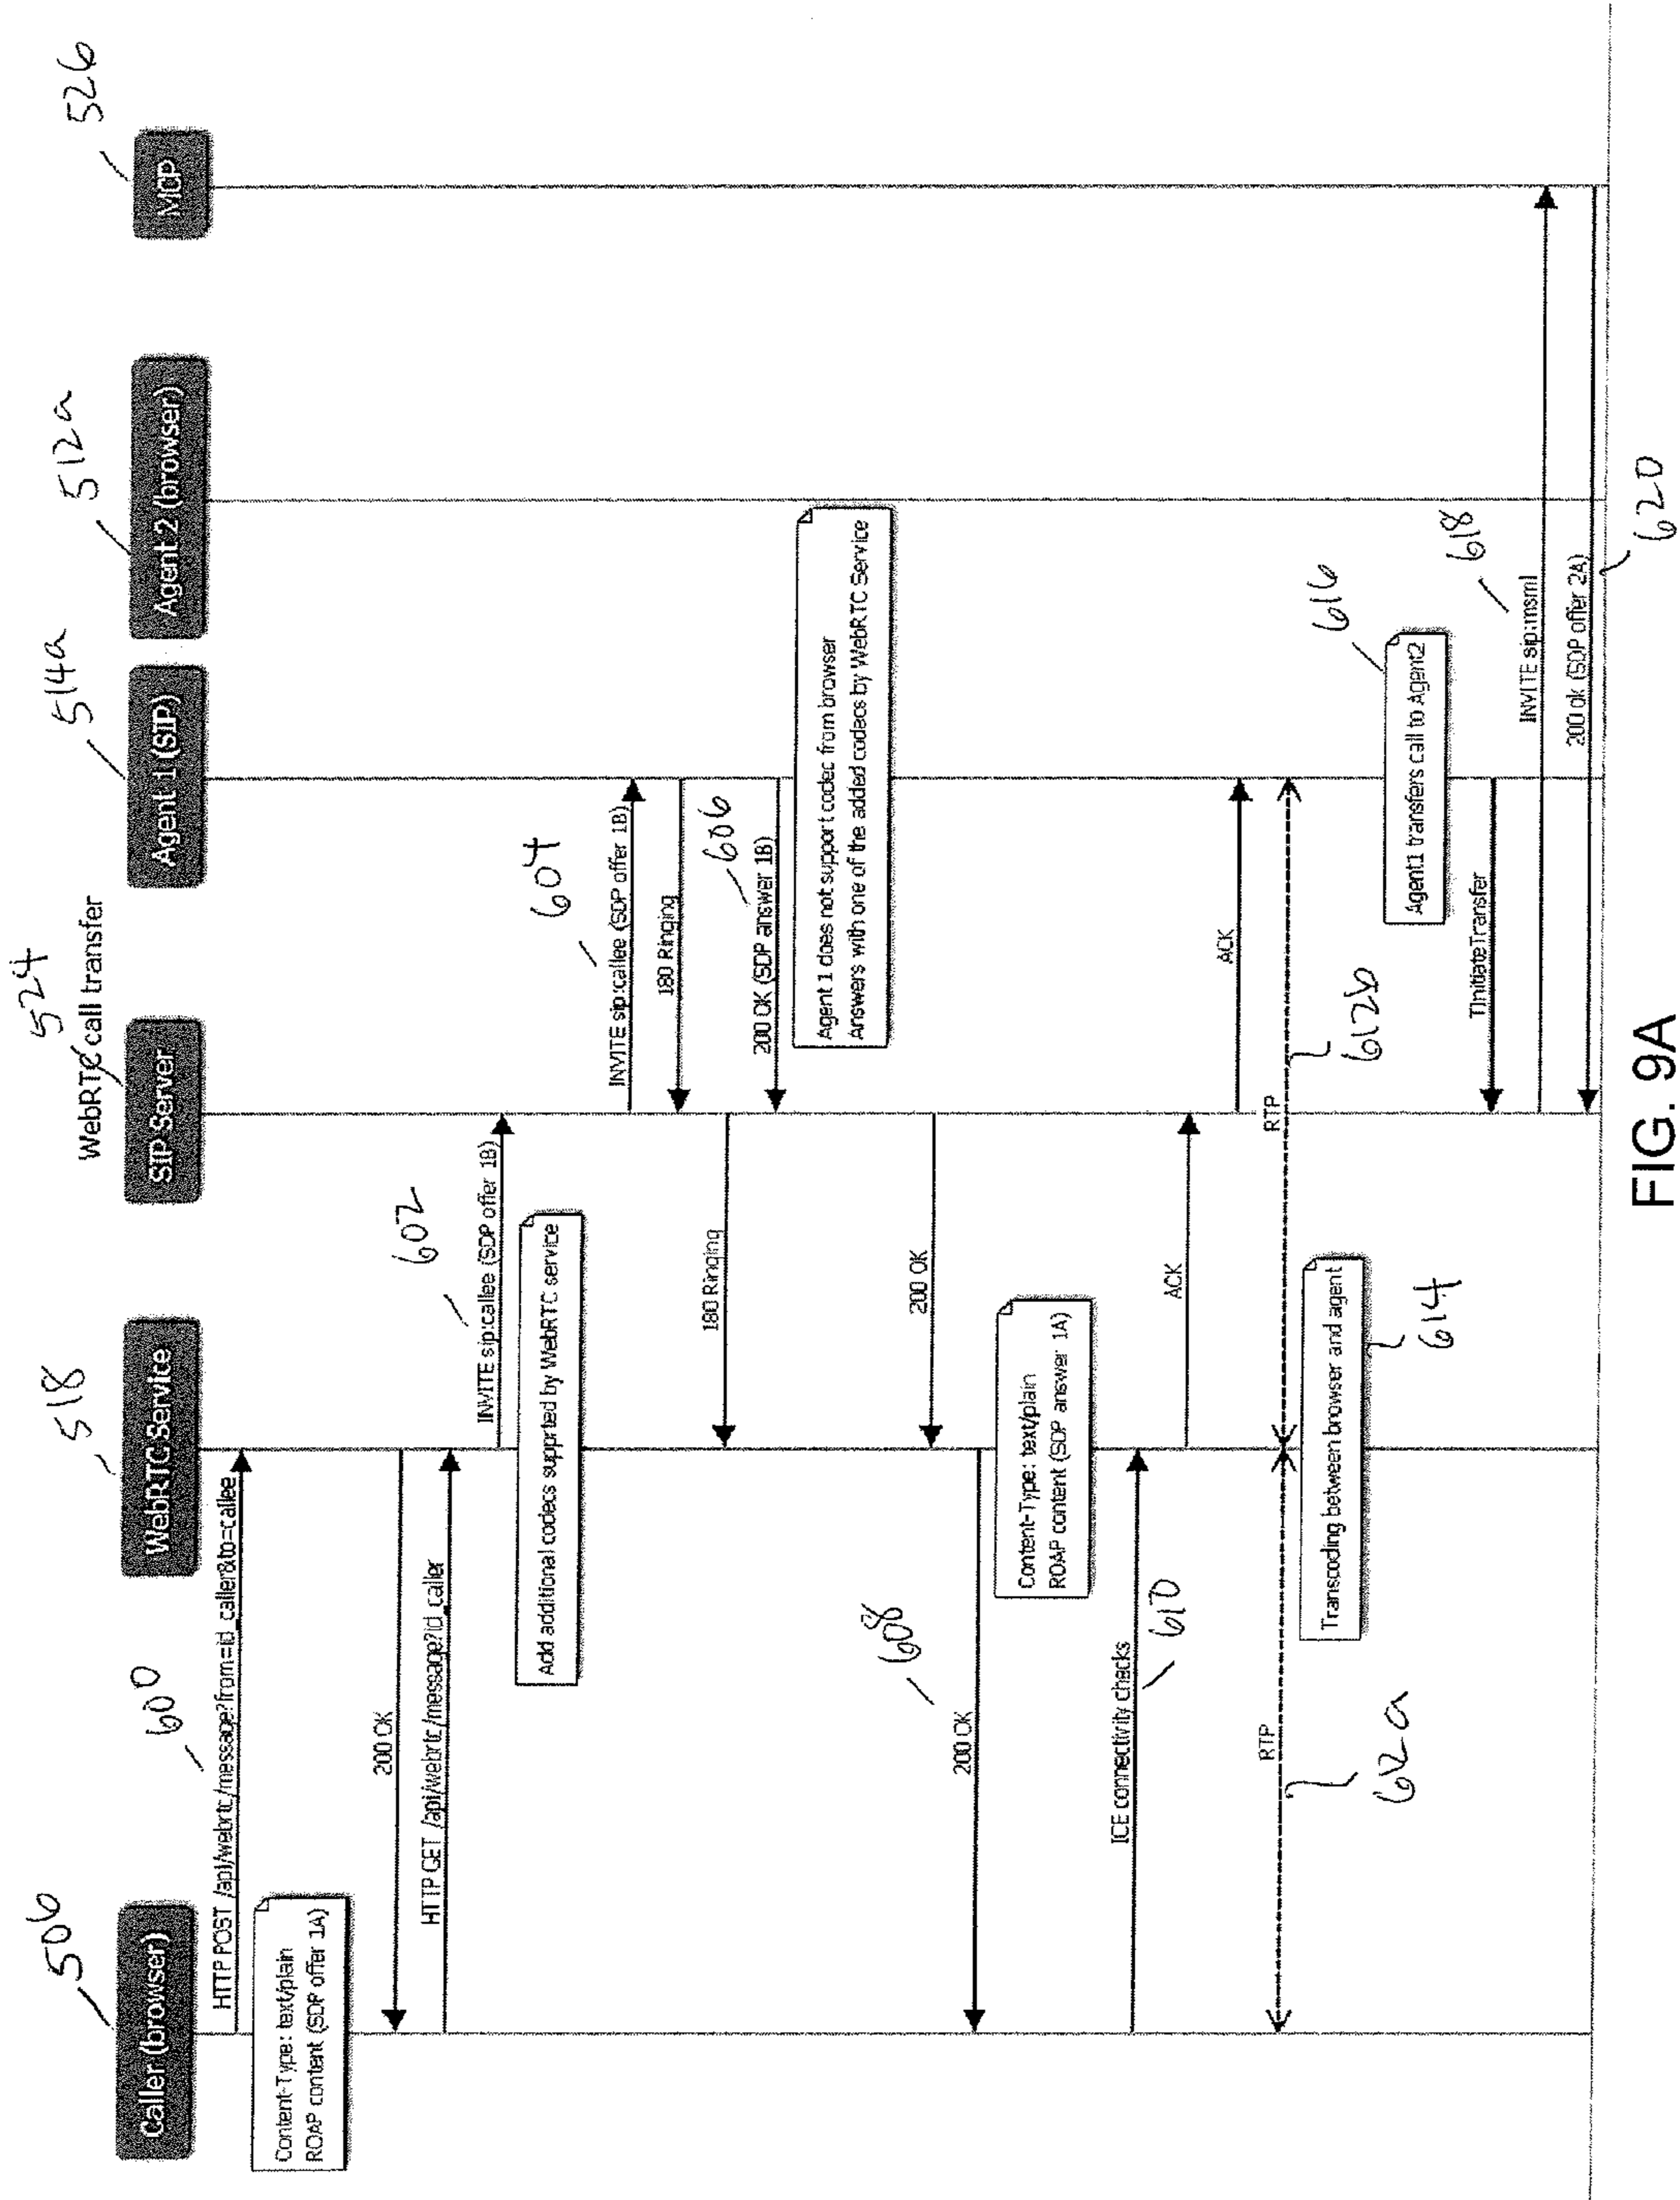 524
WebRTC call transfer
506
518
514a
512a
526
Caller (browser)
WebRTC Service
SIP Server
Agent 1 (SIP)
Agent 2 (browser)
MCP
600
HTTP POST /api/webrtc/message?from=id_caller&to=callee
Content-Type: text/plain
ROAP content (SDP offer 1A)
200 OK
HTTP GET /api/webrtc/message?id_caller
602
INVITE sip:callee (SDP offer 1B)
Add additional codecs supprted by WebRTC service
604
INVITE sip:callee (SDP offer 1B)
180 Ringing
180 Ringing
606
200 OK (SDP answer 1B)
Agent 1 does not support codec from browser
Answers with one of the added codecs by WebRTC Service
200 OK
608
200 OK
Content-Type: text/plain
ROAP content (SDP answer 1A)
ICE connectivity checks
610
ACK
ACK
RTP
RTP
612a
612b
Transcoding between browser and agent
614
616
Agent1 transfers call to Agent2
TInitiateTransfer
618
INVITE sip:msml
200 ok (SDP offer 2A)
620
FIG. 9A